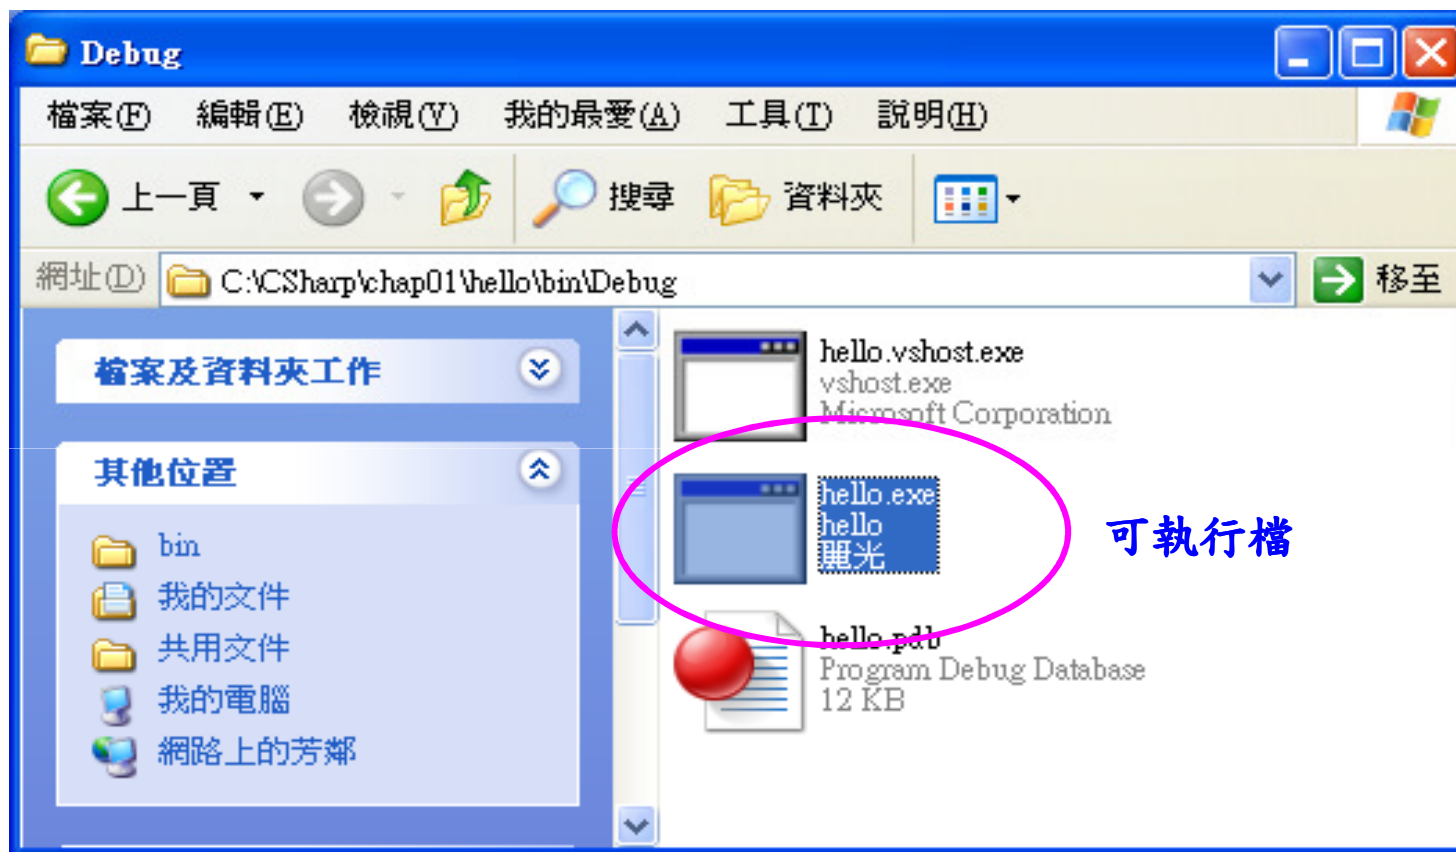 Debug
檔案(F) 編輯(E) 檢視(V) 我的最愛(A) 工具(T) 說明(H)
上一頁 搜尋 資料夾
網址(D) C:\CSharp\chap01\hello\bin\Debug 移至
檔案及資料夾工作
其他位置
bin
我的文件
共用文件
我的電腦
網路上的芳鄰
hello.vshost.exe
vshost.exe
Microsoft Corporation
hello.exe
hello
麗光
可執行檔
hello.pdb
Program Debug Database
12 KB